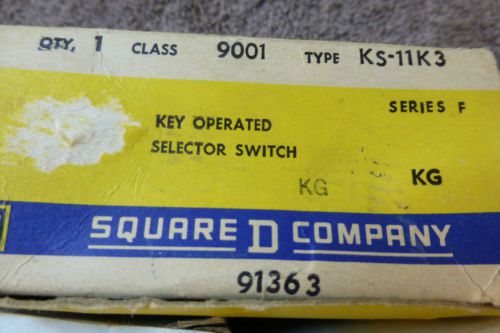 QTY. 1 CLASS 9001 TYPE KS-11K3
SERIES F
KEY OPERATED
SELECTOR SWITCH
KG KG
SQUARE D COMPANY
91363